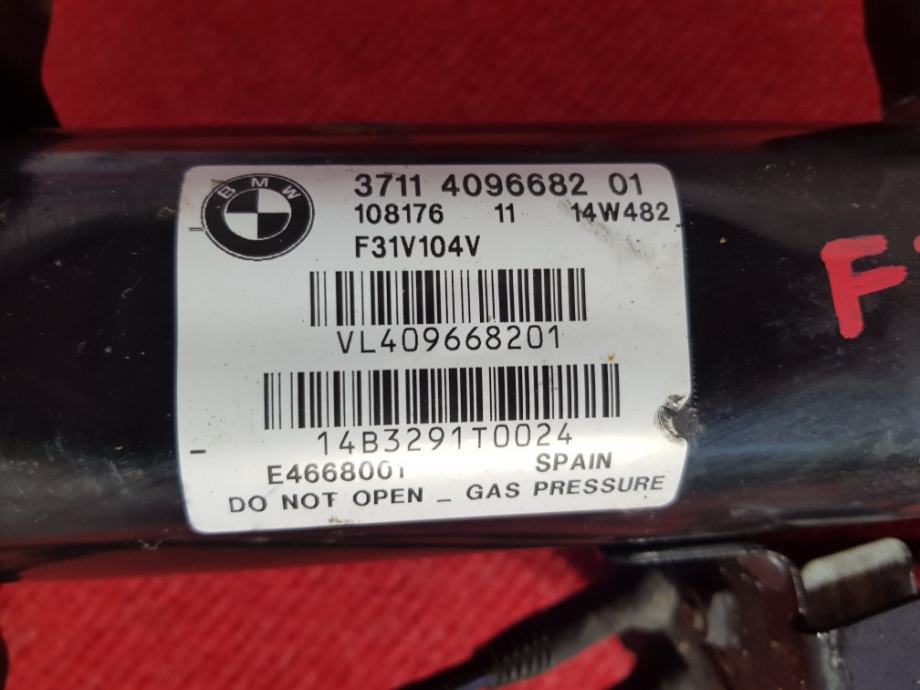 BMW
3711 4096682 01
108176 11 14W482
F31V104V
VL409668201
14B3291T0024
E4668001 SPAIN
DO NOT OPEN _ GAS PRESSURE